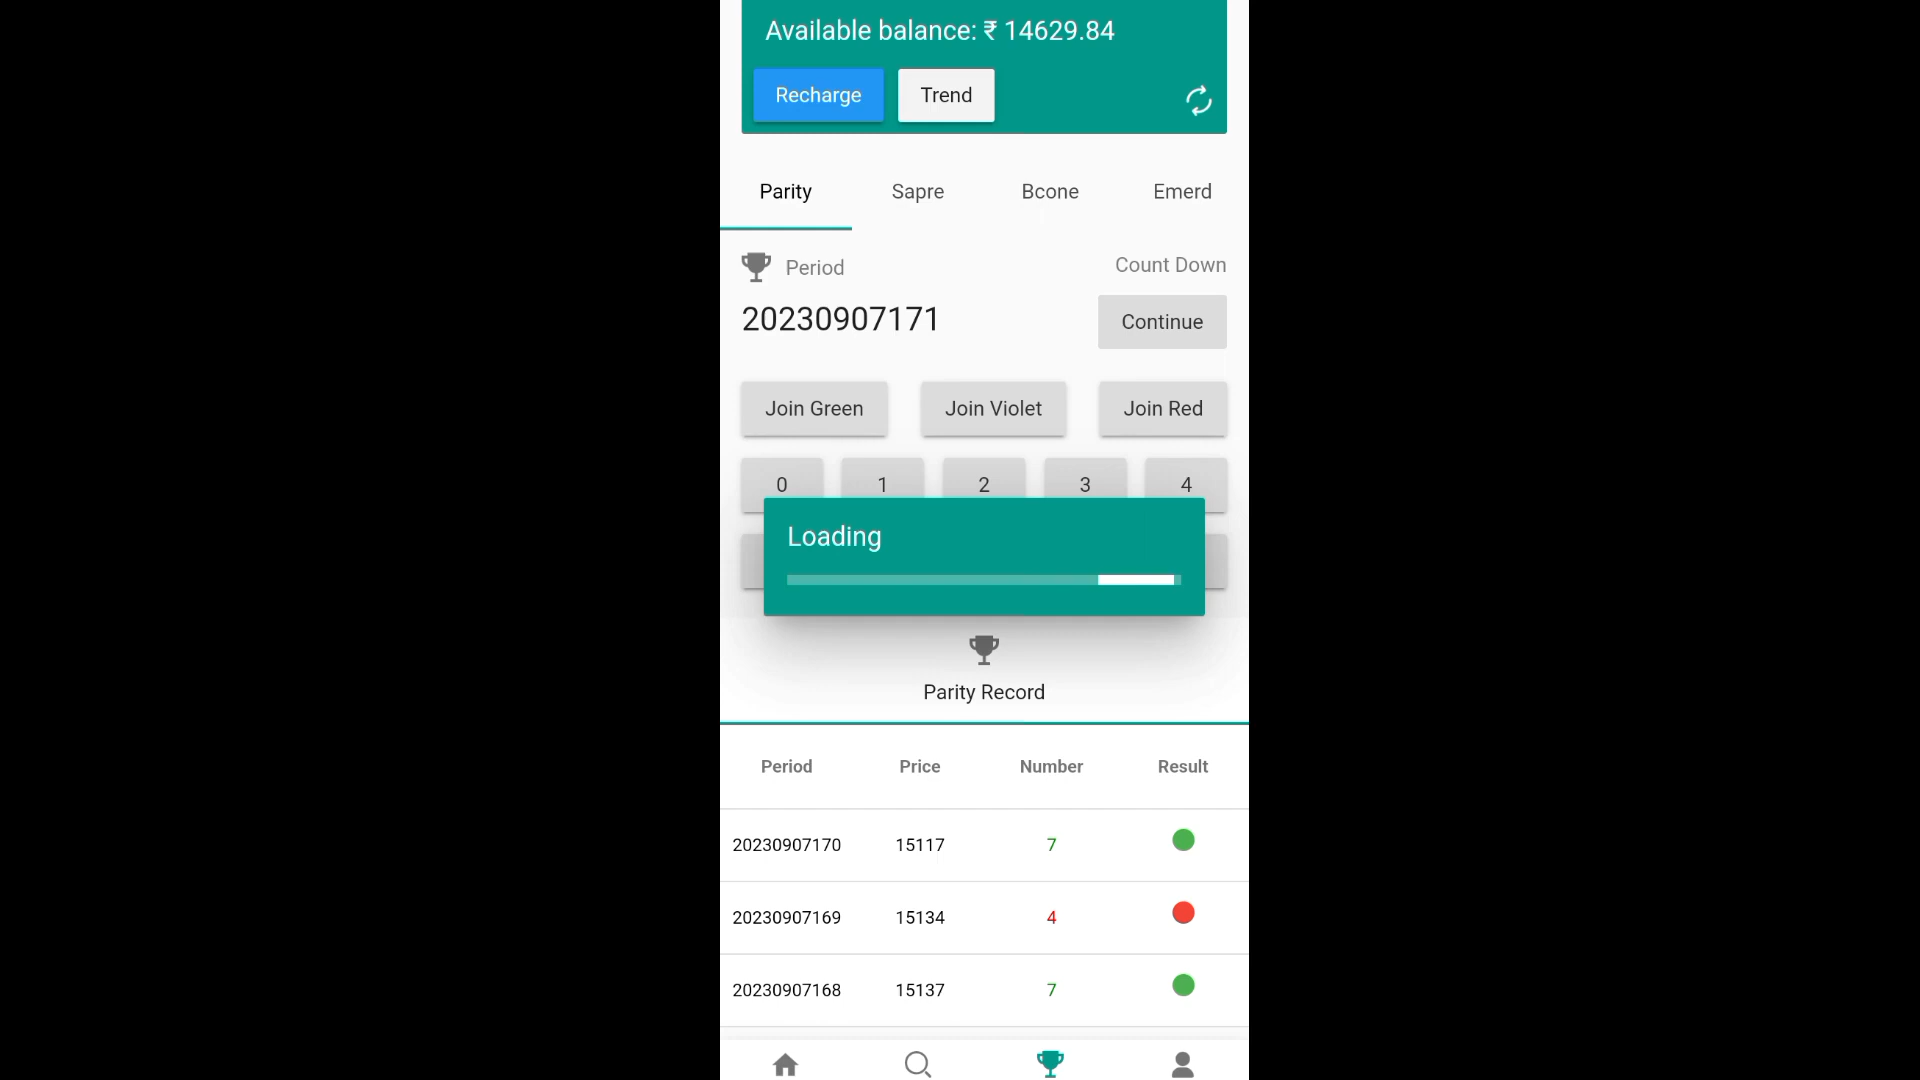 Available balance: ₹ 14629.84
Recharge Trend
Parity Sapre Bcone Emerd
Period Count Down
20230907171 Continue
Join Green Join Violet Join Red
0 1 2 3 4
Loading
Parity Record
Period Price Number Result
20230907170 15117 7
20230907169 15134 4
20230907168 15137 7